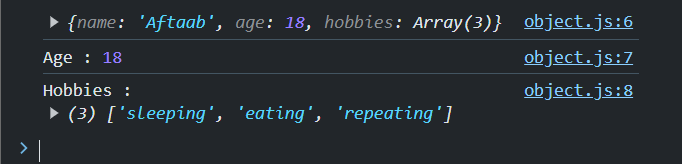 {name: 'Aftaab', age: 18, hobbies: Array(3)} object.js:6
Age : 18 object.js:7
Hobbies : object.js:8
(3) ['sleeping', 'eating', 'repeating']